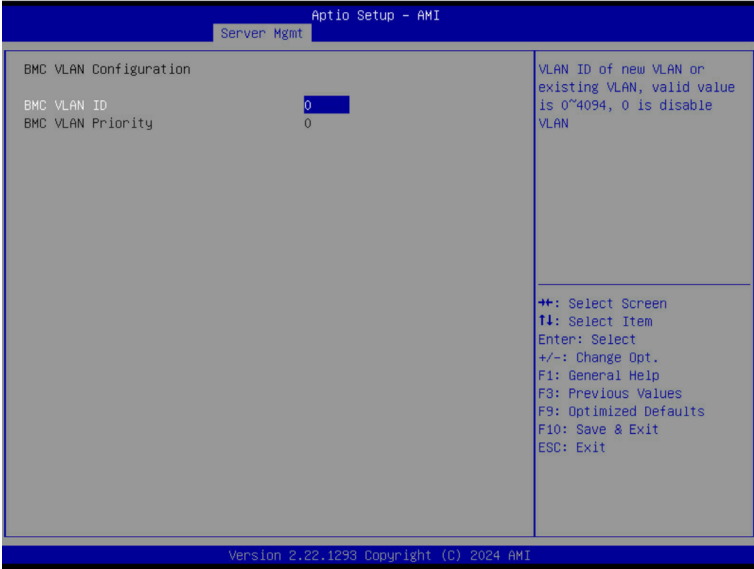 Aptio Setup – AMI
Server Mgmt
BMC VLAN Configuration
BMC VLAN ID 0
BMC VLAN Priority 0
VLAN ID of new VLAN or
existing VLAN, valid value
is 0~4094, 0 is disable
VLAN
→←: Select Screen
↑↓: Select Item
Enter: Select
+/-: Change Opt.
F1: General Help
F3: Previous Values
F9: Optimized Defaults
F10: Save & Exit
ESC: Exit
Version 2.22.1293 Copyright (C) 2024 AMI